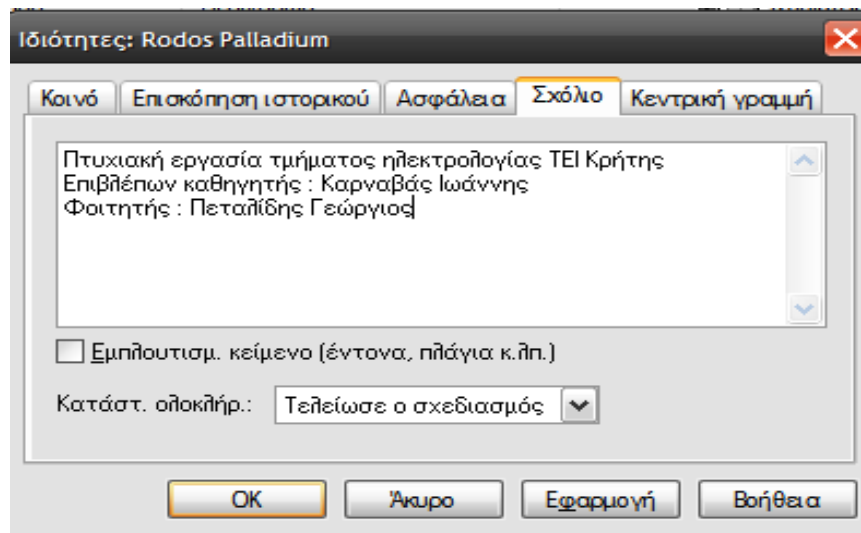 Ιδιότητες: Rodos Palladium
Κοινό Επισκόπηση ιστορικού Ασφάλεια Σχόλιο Κεντρική γραμμή
Πτυχιακή εργασία τμήματος ηλεκτρολογίας ΤΕΙ Κρήτης
Επιβλέπων καθηγητής : Καρναβάς Ιωάννης
Φοιτητής : Πεταλίδης Γεώργιος
Εμπλουτισμ. κείμενο (έντονα, πλάγια κ.λπ.)
Κατάστ. ολοκλήρ.: Τελείωσε ο σχεδιασμός
OK Άκυρο Εφαρμογή Βοήθεια